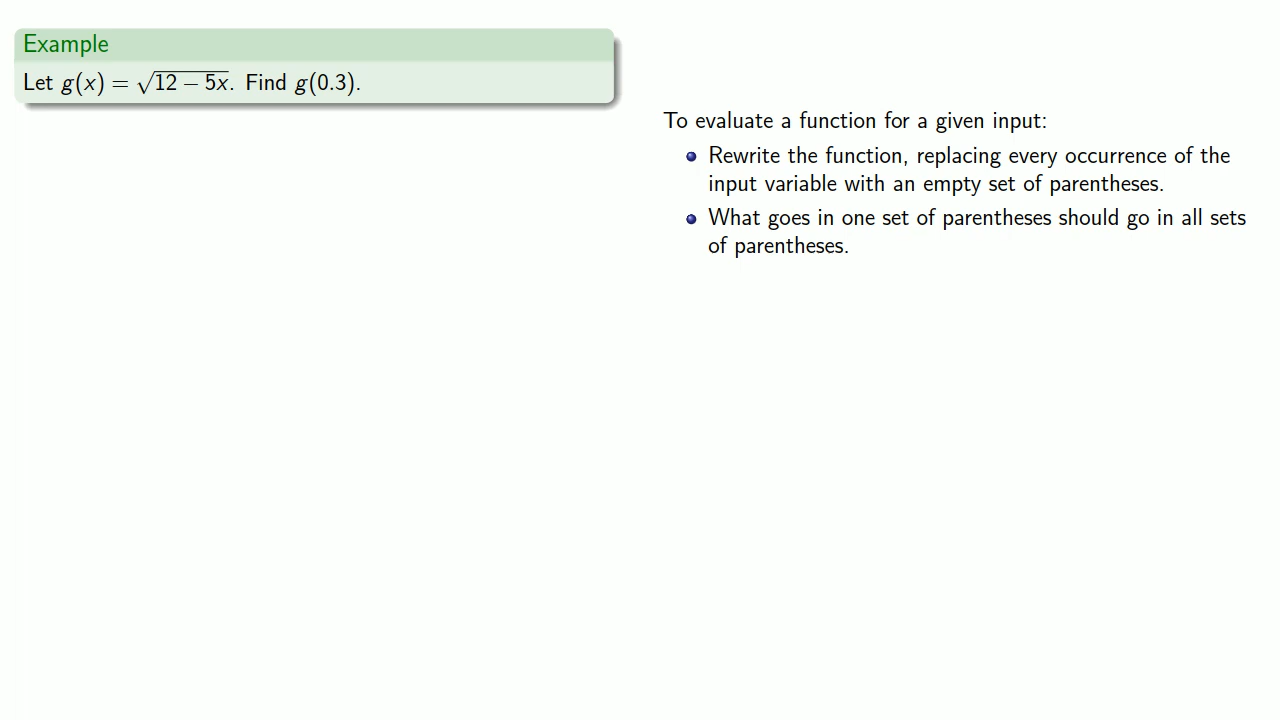 Example
Let g(x) = √12 − 5x. Find g(0.3).
To evaluate a function for a given input:
Rewrite the function, replacing every occurrence of the
input variable with an empty set of parentheses.
What goes in one set of parentheses should go in all sets
of parentheses.